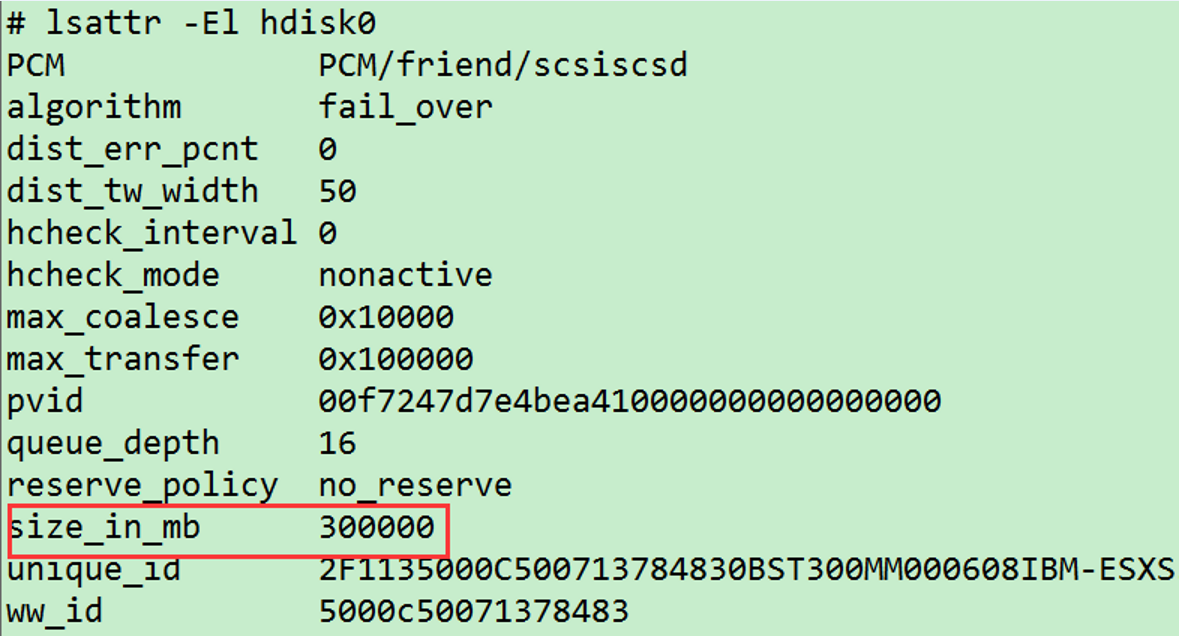 # lsattr -El hdisk0
PCM PCM/friend/scsiscsd
algorithm fail_over
dist_err_pcnt 0
dist_tw_width 50
hcheck_interval 0
hcheck_mode nonactive
max_coalesce 0x10000
max_transfer 0x100000
pvid 00f7247d7e4bea410000000000000000
queue_depth 16
reserve_policy no_reserve
size_in_mb 300000
unique_id 2F1135000C500713784830BST300MM000608IBM-ESXS
ww_id 5000c50071378483